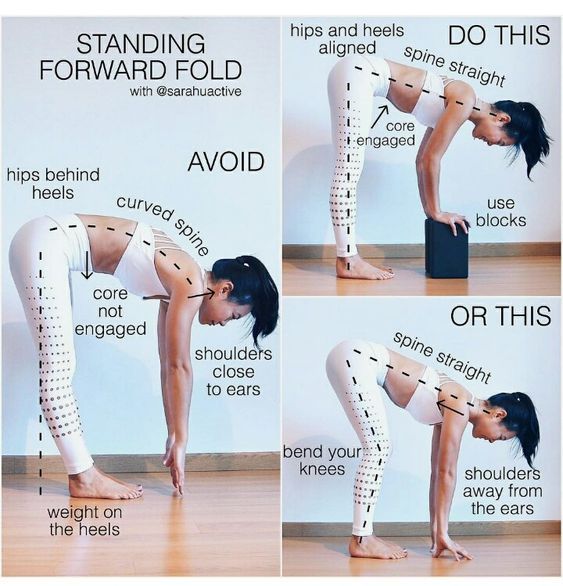 STANDING
FORWARD FOLD
with @sarahuactive
AVOID
hips behind
heels
curved spine
core
not
engaged
shoulders
close
to ears
weight on
the heels
hips and heels
aligned
DO THIS
spine straight
core
engaged
use
blocks
OR THIS
spine straight
bend your
knees
shoulders
away from
the ears